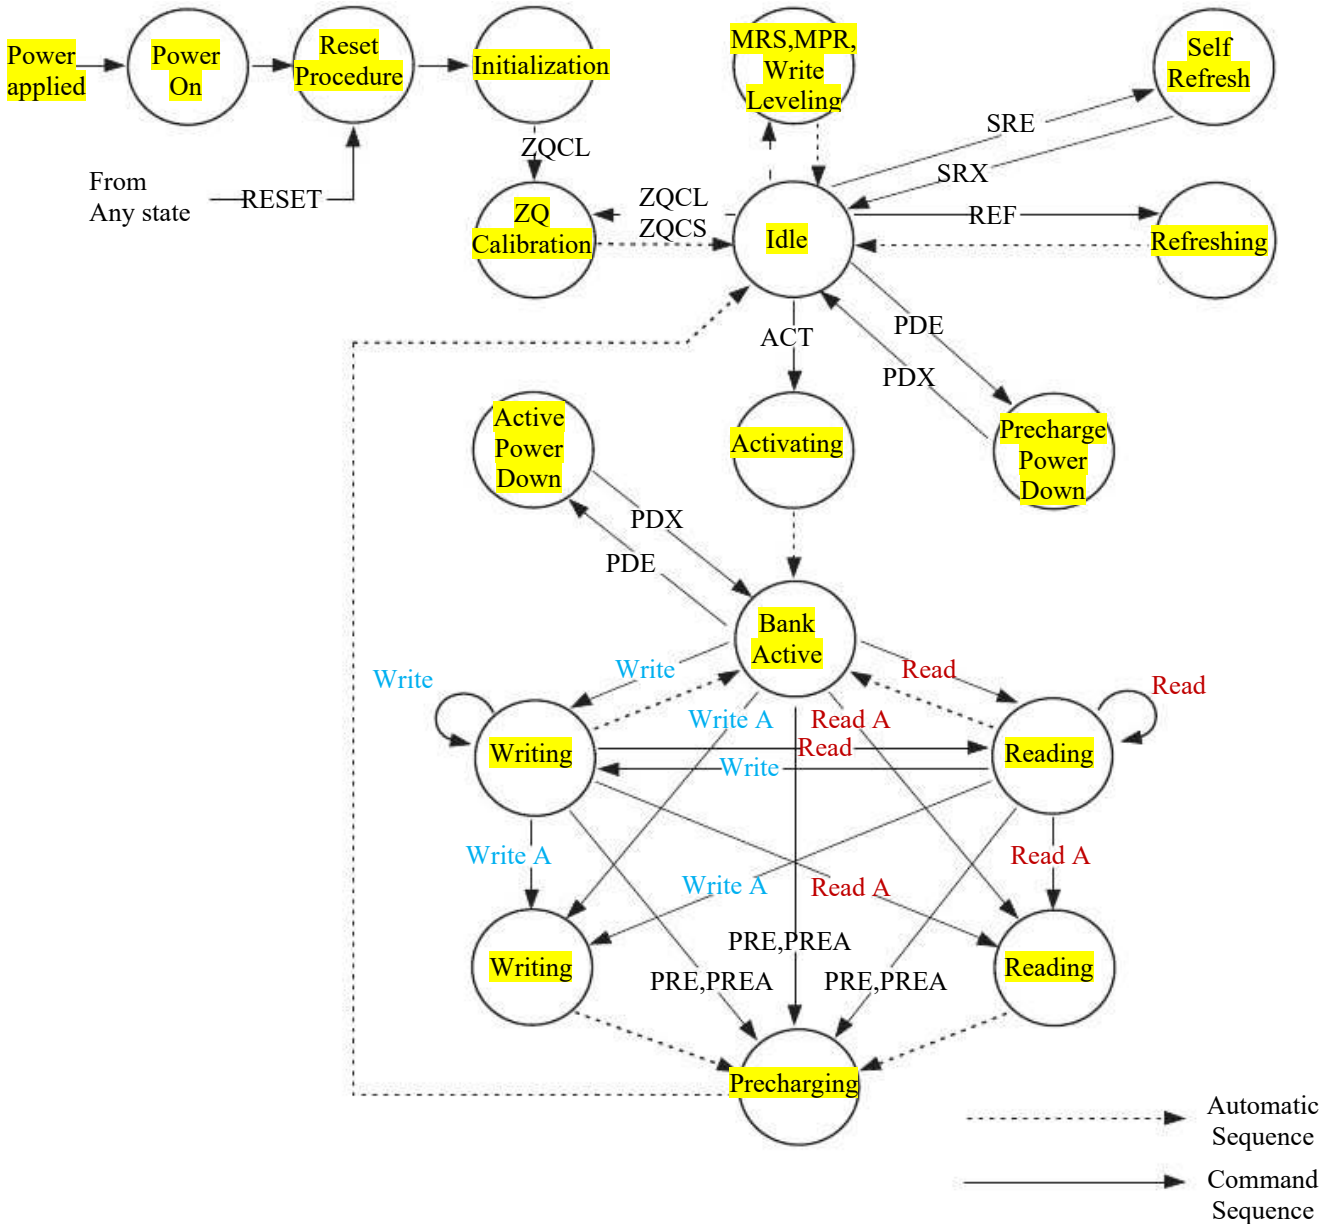 Power
applied
Power
On
Reset
Procedure
Initialization
MRS,MPR,
Write
Leveling
Self
Refresh
SRE
SRX
ZQCL
From
Any state
RESET
ZQ
Calibration
ZQCL
ZQCS
Idle
REF
Refreshing
ACT
PDE
PDX
Active
Power
Down
Activating
Precharge
Power
Down
PDX
PDE
Bank
Active
Write
Write
Read
Read
Write A
Read A
Writing
Read
Write
Reading
Write A
Write A
Read A
Read A
Writing
PRE,PREA
PRE,PREA
PRE,PREA
Reading
Precharging
Automatic
Sequence
Command
Sequence